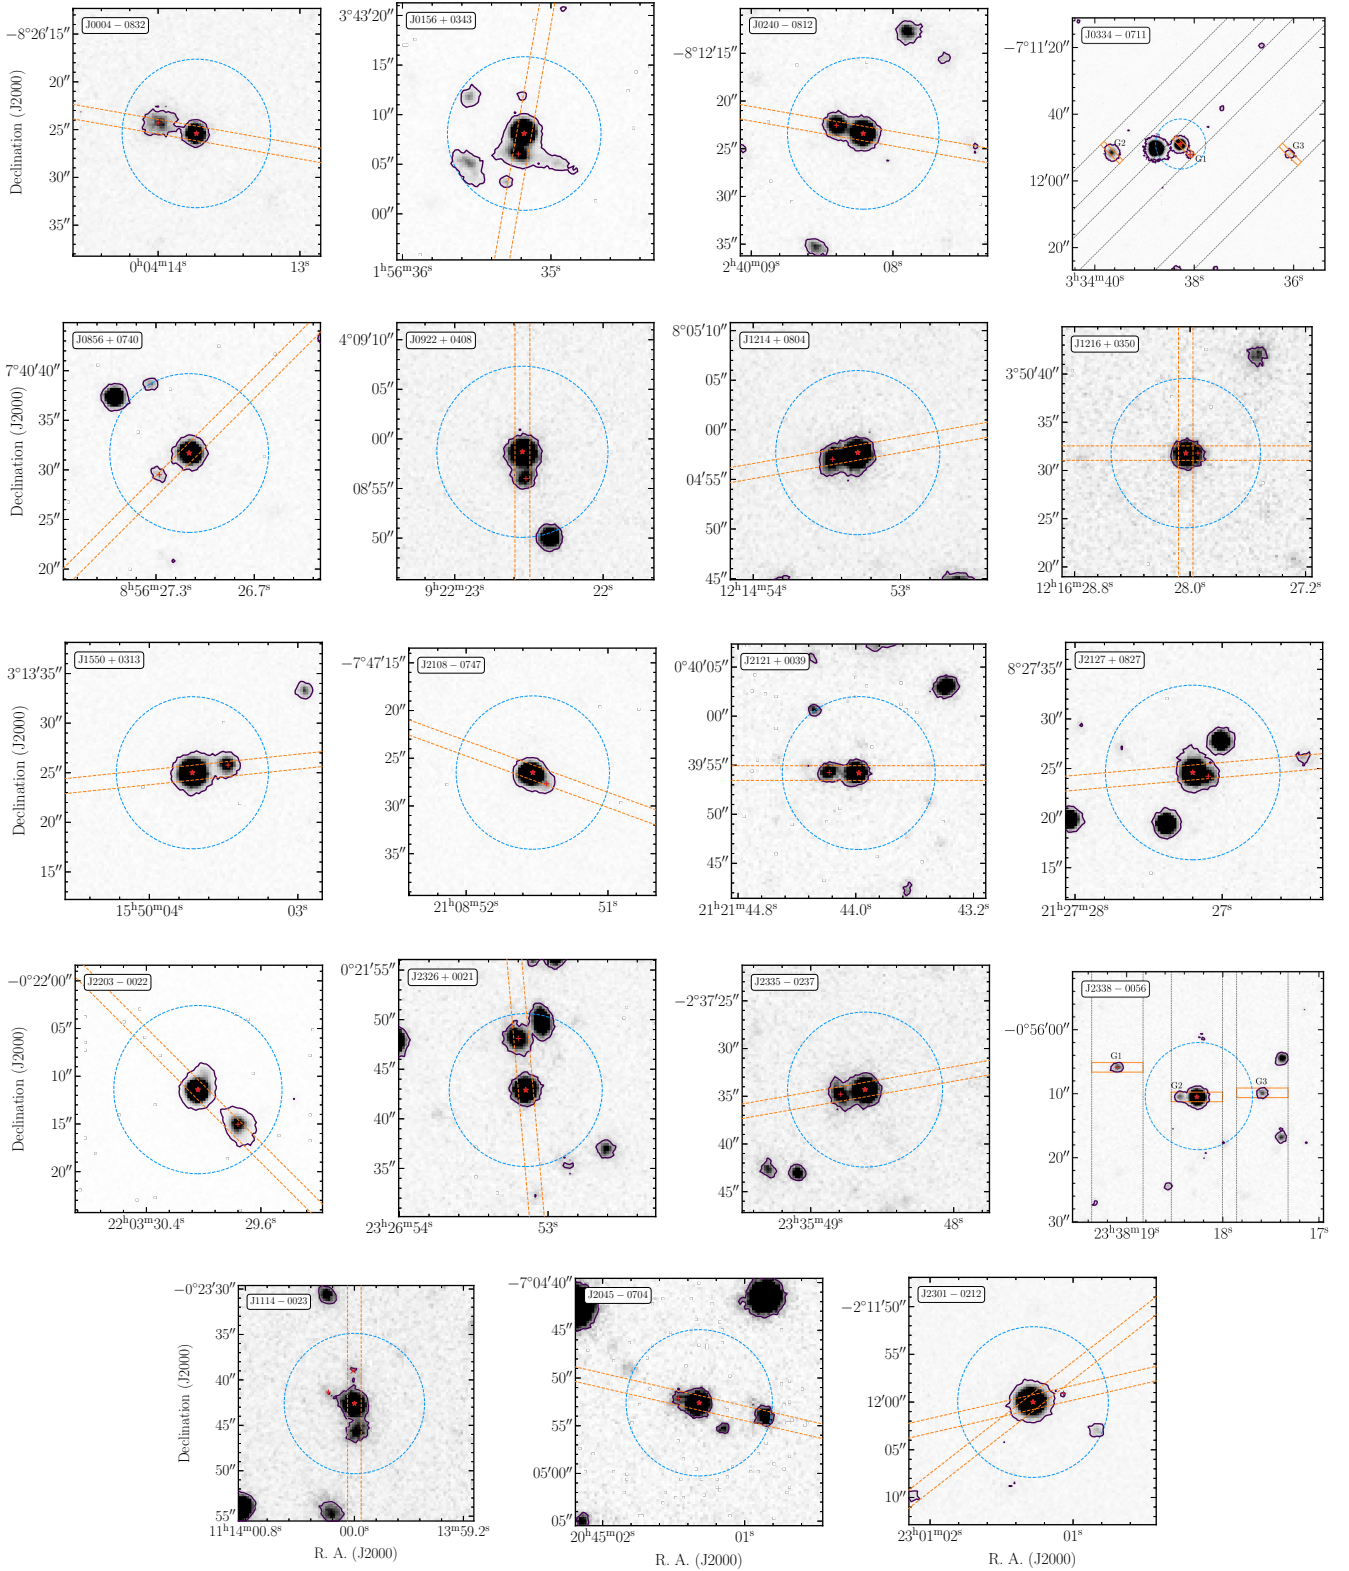 J0004−0832
−8°26′15″
20″
25″
30″
35″
0ʰ04ᵐ14ˢ
13ˢ
Declination (J2000)
J0156+0343
3°43′20″
15″
10″
05″
00″
1ʰ56ᵐ36ˢ
35ˢ
J0240−0812
−8°12′15″
20″
25″
30″
35″
2ʰ40ᵐ09ˢ
08ˢ
J0334−0711
−7°11′20″
40″
12′00″
20″
G2
G1
G3
3ʰ34ᵐ40ˢ
38ˢ
36ˢ
J0856+0740
7°40′40″
35″
30″
25″
20″
8ʰ56ᵐ27.3ˢ
26.7ˢ
Declination (J2000)
J0922+0408
4°09′10″
05″
00″
08′55″
50″
9ʰ22ᵐ23ˢ
22ˢ
J1214+0804
8°05′10″
05″
00″
04′55″
50″
45″
12ʰ14ᵐ54ˢ
53ˢ
J1216+0350
3°50′40″
35″
30″
25″
20″
12ʰ16ᵐ28.8ˢ
28.0ˢ
27.2ˢ
J1550+0313
3°13′35″
30″
25″
20″
15″
15ʰ50ᵐ04ˢ
03ˢ
Declination (J2000)
J2108−0747
−7°47′15″
20″
25″
30″
35″
21ʰ08ᵐ52ˢ
51ˢ
J2121+0039
0°40′05″
00″
39′55″
50″
45″
21ʰ21ᵐ44.8ˢ
44.0ˢ
43.2ˢ
J2127+0827
8°27′35″
30″
25″
20″
15″
21ʰ27ᵐ28ˢ
27ˢ
J2203−0022
−0°22′00″
05″
10″
15″
20″
22ʰ03ᵐ30.4ˢ
29.6ˢ
Declination (J2000)
J2326+0021
0°21′55″
50″
45″
40″
35″
23ʰ26ᵐ54ˢ
53ˢ
J2335−0237
−2°37′25″
30″
35″
40″
45″
23ʰ35ᵐ49ˢ
48ˢ
J2338−0056
−0°56′00″
10″
20″
30″
G1
G2
G3
23ʰ38ᵐ19ˢ
18ˢ
17ˢ
J1114−0023
−0°23′30″
35″
40″
45″
50″
55″
11ʰ14ᵐ00.8ˢ
00.0ˢ
13ᵐ59.2ˢ
Declination (J2000)
R. A. (J2000)
J2045−0704
−7°04′40″
45″
50″
55″
05′00″
05″
20ʰ45ᵐ02ˢ
01ˢ
R. A. (J2000)
J2301−0212
−2°11′50″
55″
12′00″
05″
10″
23ʰ01ᵐ02ˢ
01ˢ
R. A. (J2000)